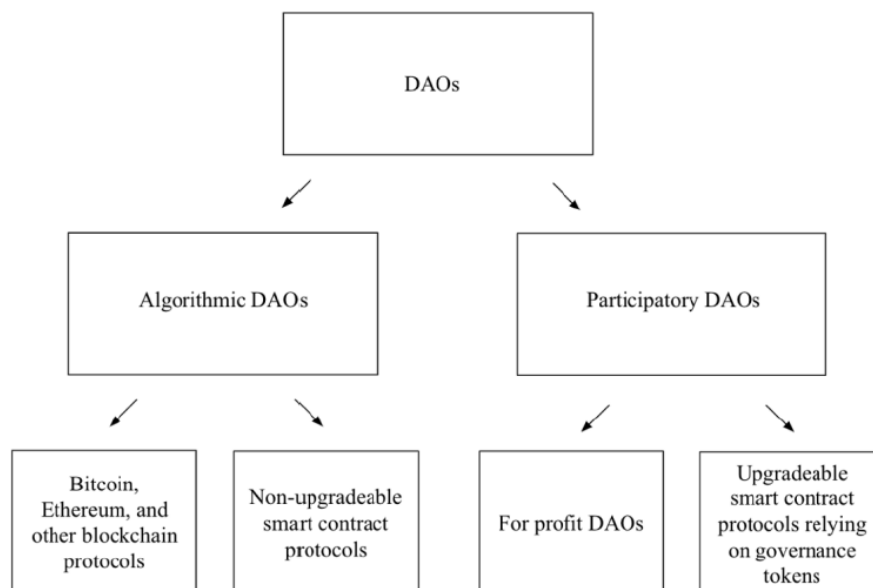 DAOs
Algorithmic DAOs
Participatory DAOs
Bitcoin,
Ethereum, and
other blockchain
protocols
Non-upgradeable
smart contract
protocols
For profit DAOs
Upgradeable
smart contract
protocols relying
on governance
tokens